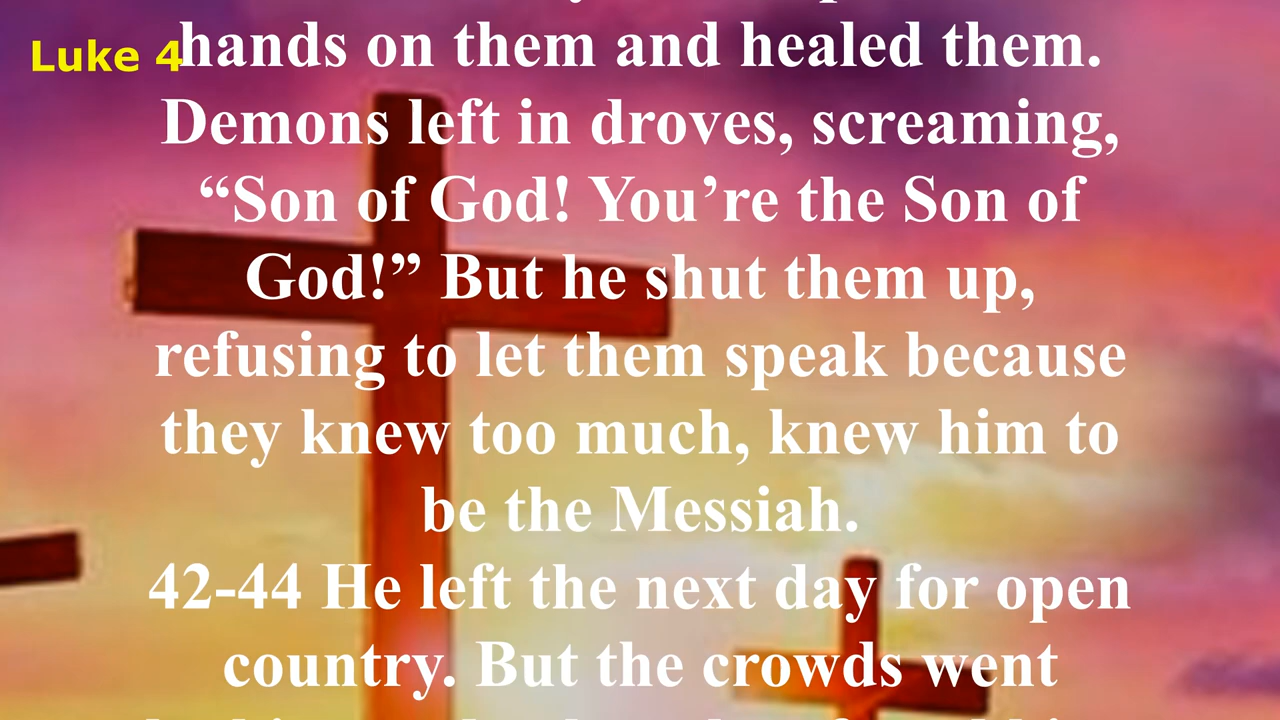 Luke 4
hands on them and healed them.
Demons left in droves, screaming,
“Son of God! You’re the Son of
God!” But he shut them up,
refusing to let them speak because
they knew too much, knew him to
be the Messiah.
42-44 He left the next day for open
country. But the crowds went